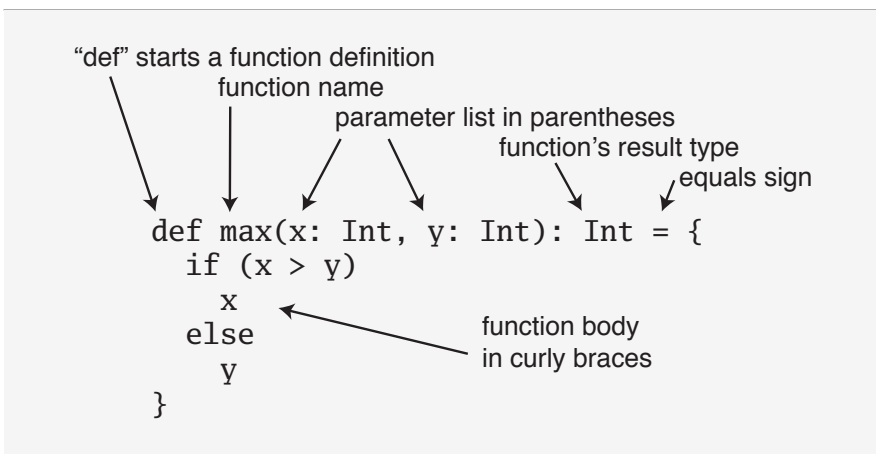 “def” starts a function definition
function name
parameter list in parentheses
function’s result type
equals sign
def max(x: Int, y: Int): Int = {
if (x > y)
x
else
y
}
function body
in curly braces